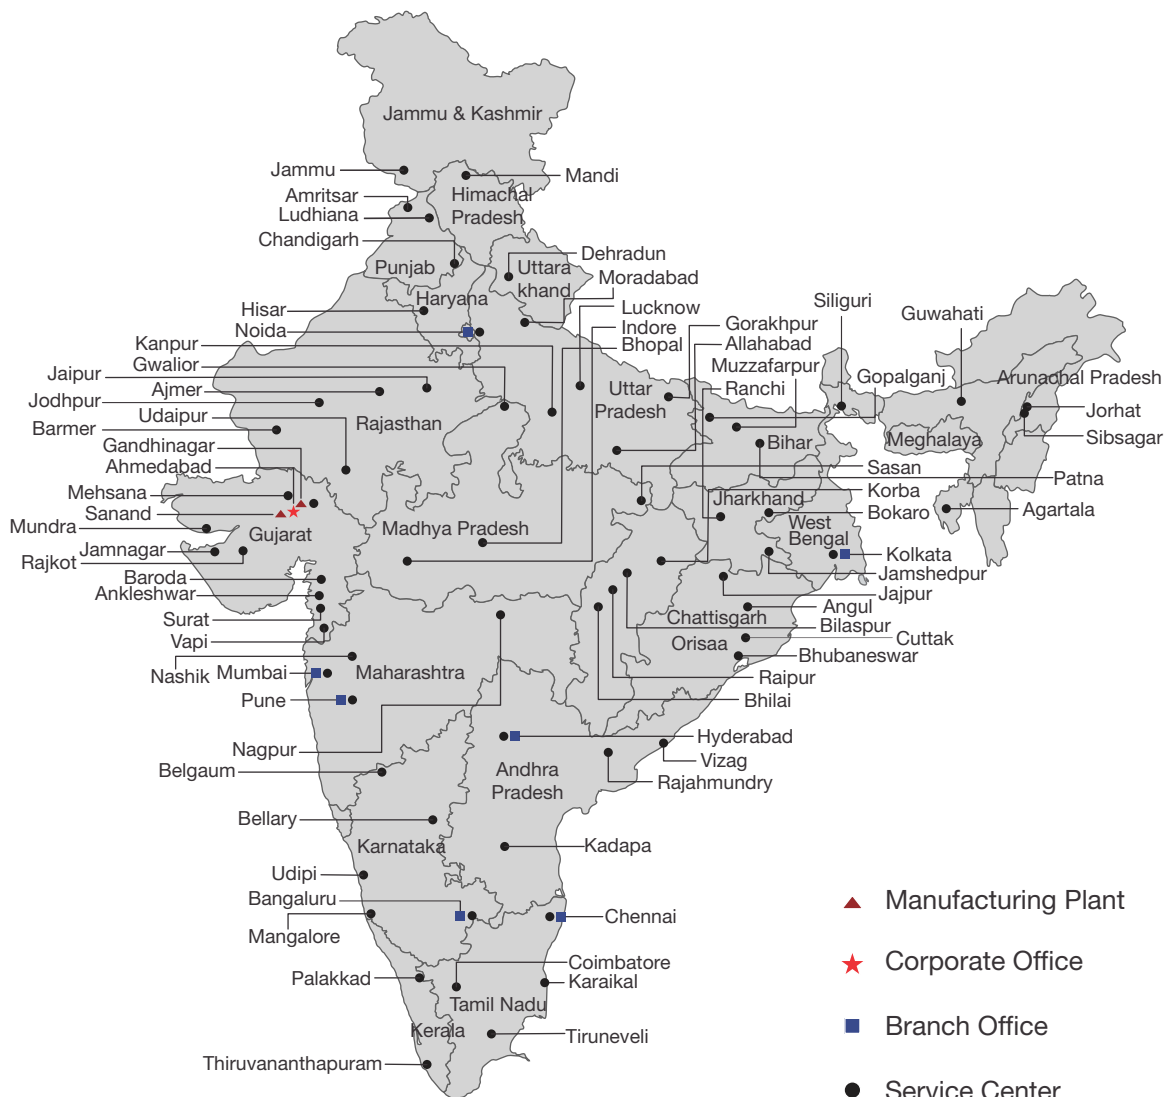 Jammu & Kashmir
Jammu
Mandi
Amritsar
Himachal
Pradesh
Ludhiana
Chandigarh
Dehradun
Punjab
Uttara
khand
Moradabad
Haryana
Hisar
Lucknow
Siliguri
Guwahati
Noida
Indore
Gorakhpur
Kanpur
Bhopal
Allahabad
Gwalior
Muzzafarpur
Jaipur
Uttar
Pradesh
Ranchi
Gopalganj
Arunachal Pradesh
Ajmer
Jodhpur
Udaipur
Rajasthan
Jorhat
Barmer
Bihar
Meghalaya
Sibsagar
Gandhinagar
Ahmedabad
Sasan
Patna
Mehsana
Jharkhand
Korba
Sanand
Bokaro
Agartala
Mundra
Gujarat
Madhya Pradesh
West
Bengal
Jamnagar
Kolkata
Rajkot
Jamshedpur
Baroda
Ankleshwar
Jajpur
Surat
Chattisgarh
Angul
Bilaspur
Vapi
Orisaa
Cuttak
Bhubaneswar
Nashik
Mumbai
Maharashtra
Raipur
Pune
Bhilai
Nagpur
Hyderabad
Vizag
Belgaum
Andhra
Pradesh
Rajahmundry
Bellary
Karnataka
Kadapa
Udipi
Bangaluru
Manufacturing Plant
Chennai
Mangalore
Corporate Office
Coimbatore
Palakkad
Karaikal
Tamil Nadu
Branch Office
Kerala
Tiruneveli
Thiruvananthapuram
Service Center